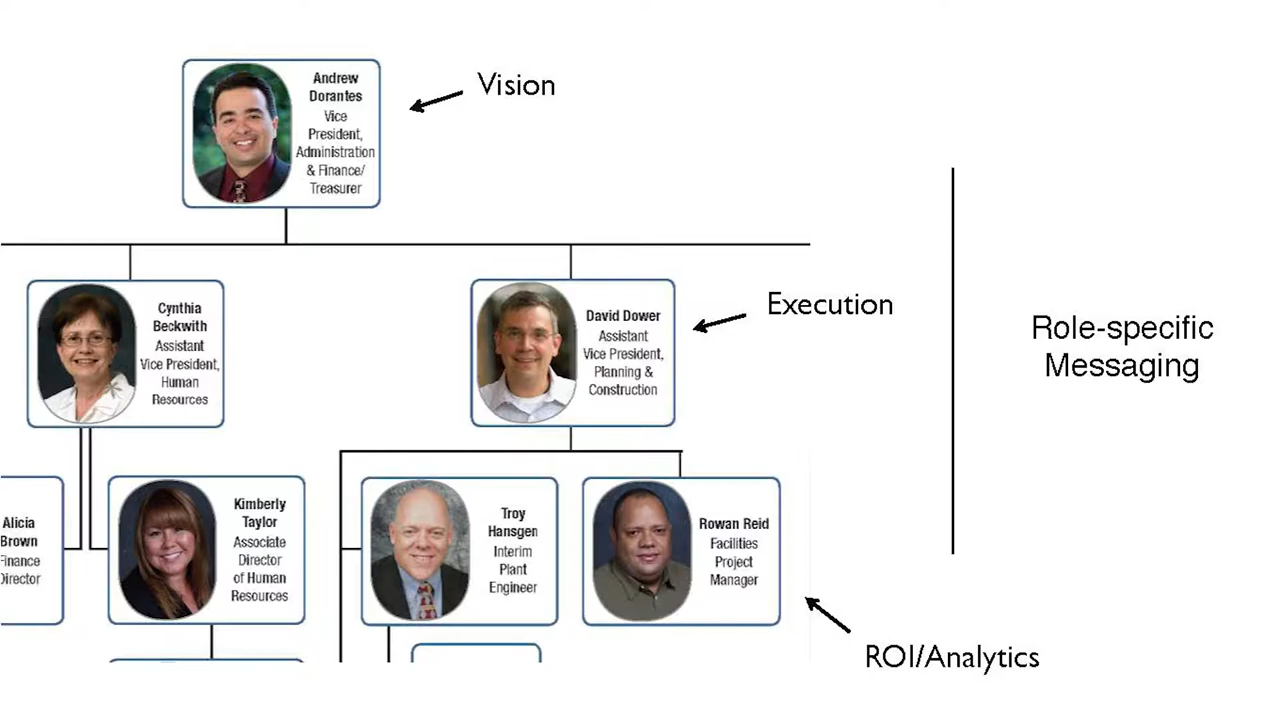 Andrew
Dorantes
Vice
President,
Administration
& Finance/
Treasurer
Vision
Cynthia
Beckwith
Assistant
Vice President,
Human
Resources
David Dower
Assistant
Vice President,
Planning &
Construction
Execution
Role-specific
Messaging
Alicia
Brown
Finance
Director
Kimberly
Taylor
Associate
Director
of Human
Resources
Troy
Hansgen
Interim
Plant
Engineer
Rowan Reid
Facilities
Project
Manager
ROI/Analytics